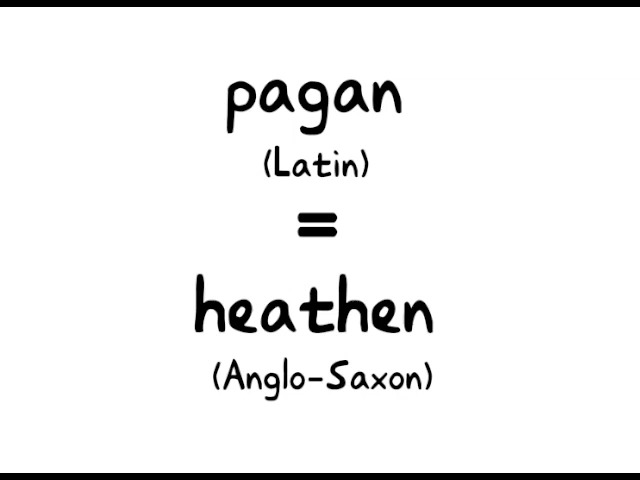 pagan
(Latin)
=
heathen
(Anglo-Saxon)